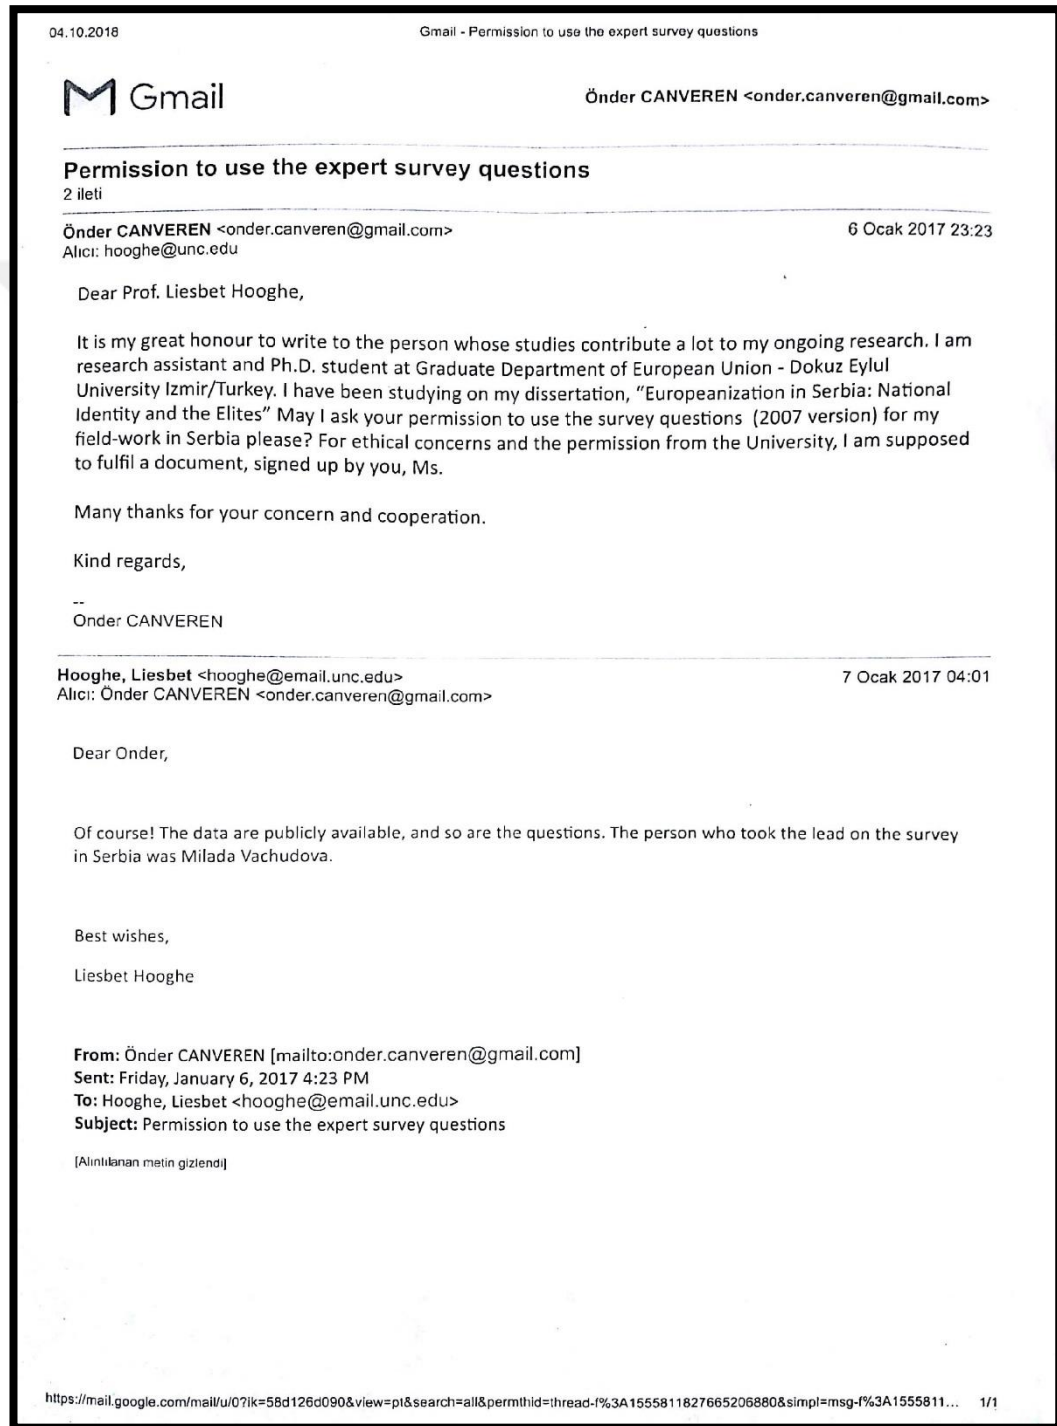 04.10.2018 Gmail - Permission to use the expert survey questions
Gmail Önder CANVEREN <onder.canveren@gmail.com>
Permission to use the expert survey questions
2 ileti
Önder CANVEREN <onder.canveren@gmail.com> 6 Ocak 2017 23:23
Alıcı: hooghe@unc.edu
Dear Prof. Liesbet Hooghe,
It is my great honour to write to the person whose studies contribute a lot to my ongoing research. I am
research assistant and Ph.D. student at Graduate Department of European Union - Dokuz Eylul
University Izmir/Turkey. I have been studying on my dissertation, "Europeanization in Serbia: National
Identity and the Elites" May I ask your permission to use the survey questions (2007 version) for my
field-work in Serbia please? For ethical concerns and the permission from the University, I am supposed
to fulfil a document, signed up by you, Ms.
Many thanks for your concern and cooperation.
Kind regards,
--
Önder CANVEREN
Hooghe, Liesbet <hooghe@email.unc.edu> 7 Ocak 2017 04:01
Alıcı: Önder CANVEREN <onder.canveren@gmail.com>
Dear Onder,
Of course! The data are publicly available, and so are the questions. The person who took the lead on the survey
in Serbia was Milada Vachudova.
Best wishes,
Liesbet Hooghe
From: Önder CANVEREN [mailto:onder.canveren@gmail.com]
Sent: Friday, January 6, 2017 4:23 PM
To: Hooghe, Liesbet <hooghe@email.unc.edu>
Subject: Permission to use the expert survey questions
[Alıntılanan metin gizlendi]
https://mail.google.com/mail/u/0?ik=58d126d090&view=pt&search=all&permthid=thread-f%3A1555811827665206880&simpl=msg-f%3A1555811... 1/1